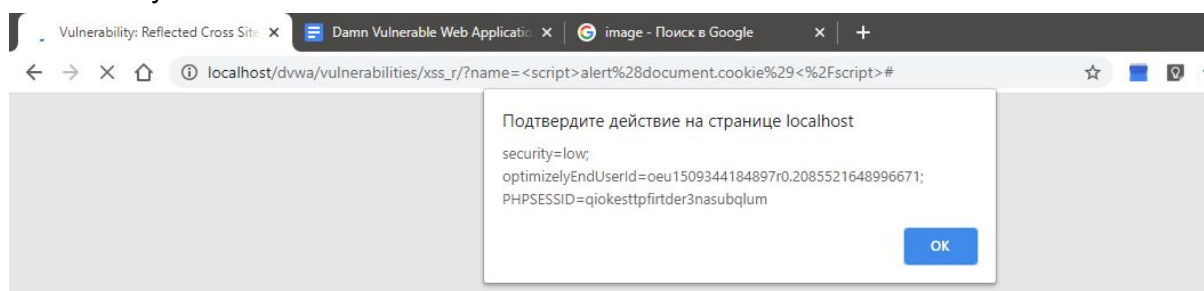 Vulnerability: Reflected Cross Site
Damn Vulnerable Web Applicatio
image - Поиск в Google
localhost/dvwa/vulnerabilities/xss_r/?name=<script>alert%28document.cookie%29<%2Fscript>#
Подтвердите действие на странице localhost
security=low;
optimizelyEndUserId=oeu1509344184897r0.2085521648996671;
PHPSESSID=qiokesttpfirtder3nasubqlum
ОК